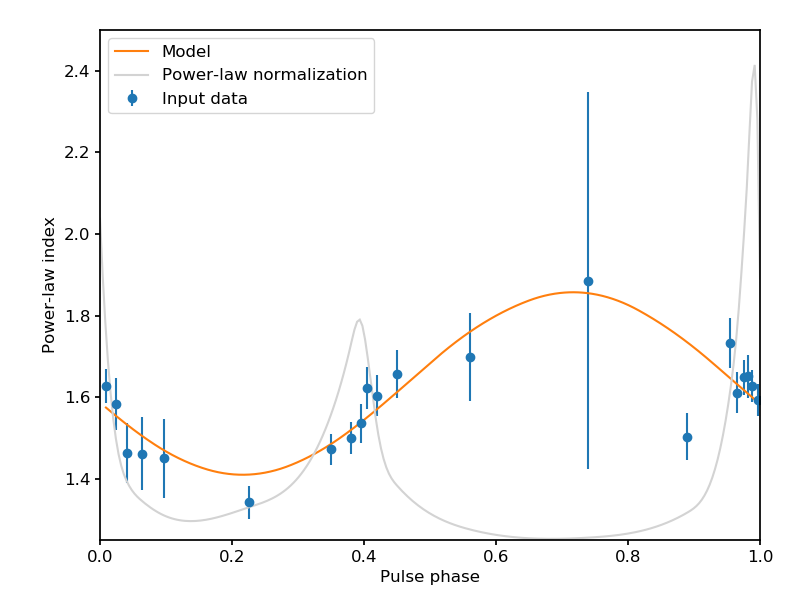 Model
Power-law normalization
Input data
Power-law index
2.4
2.2
2.0
1.8
1.6
1.4
0.0
0.2
0.4
0.6
0.8
1.0
Pulse phase